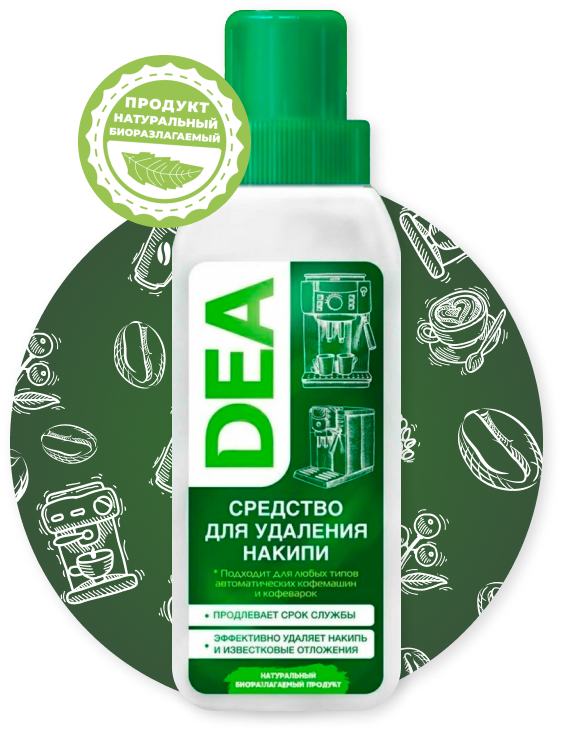 ПРОДУКТ
НАТУРАЛЬНЫЙ
БИОРАЗЛАГАЕМЫЙ
DEA
СРЕДСТВО
ДЛЯ УДАЛЕНИЯ
НАКИПИ
* Подходит для любых типов
автоматических кофемашин
и кофеварок
• ПРОДЛЕВАЕТ СРОК СЛУЖБЫ
• ЭФФЕКТИВНО УДАЛЯЕТ НАКИПЬ
И ИЗВЕСТКОВЫЕ ОТЛОЖЕНИЯ
НАТУРАЛЬНЫЙ
БИОРАЗЛАГАЕМЫЙ ПРОДУКТ